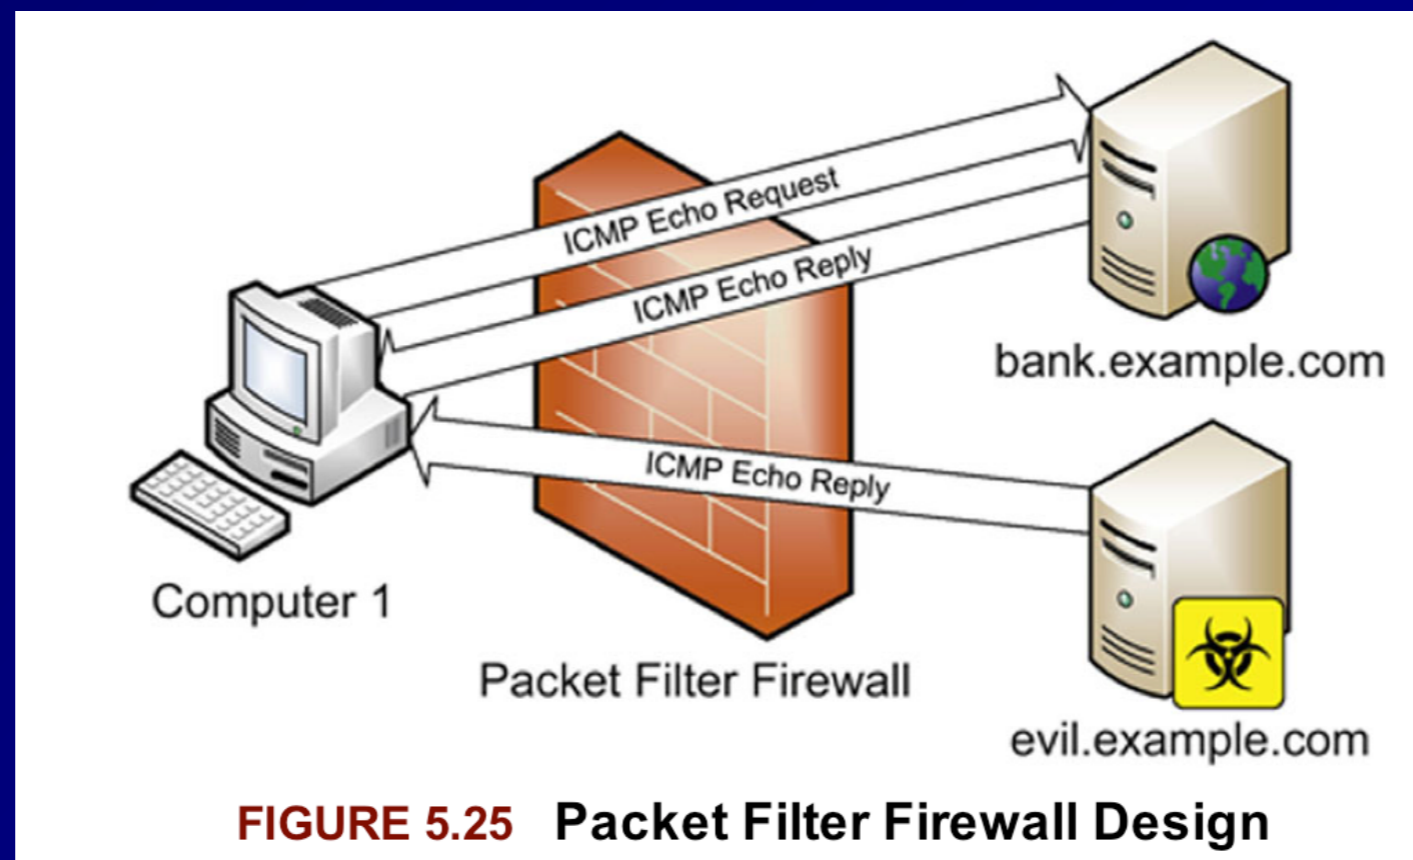 ICMP Echo Request
ICMP Echo Reply
bank.example.com
ICMP Echo Reply
Computer 1
Packet Filter Firewall
evil.example.com
FIGURE 5.25 Packet Filter Firewall Design